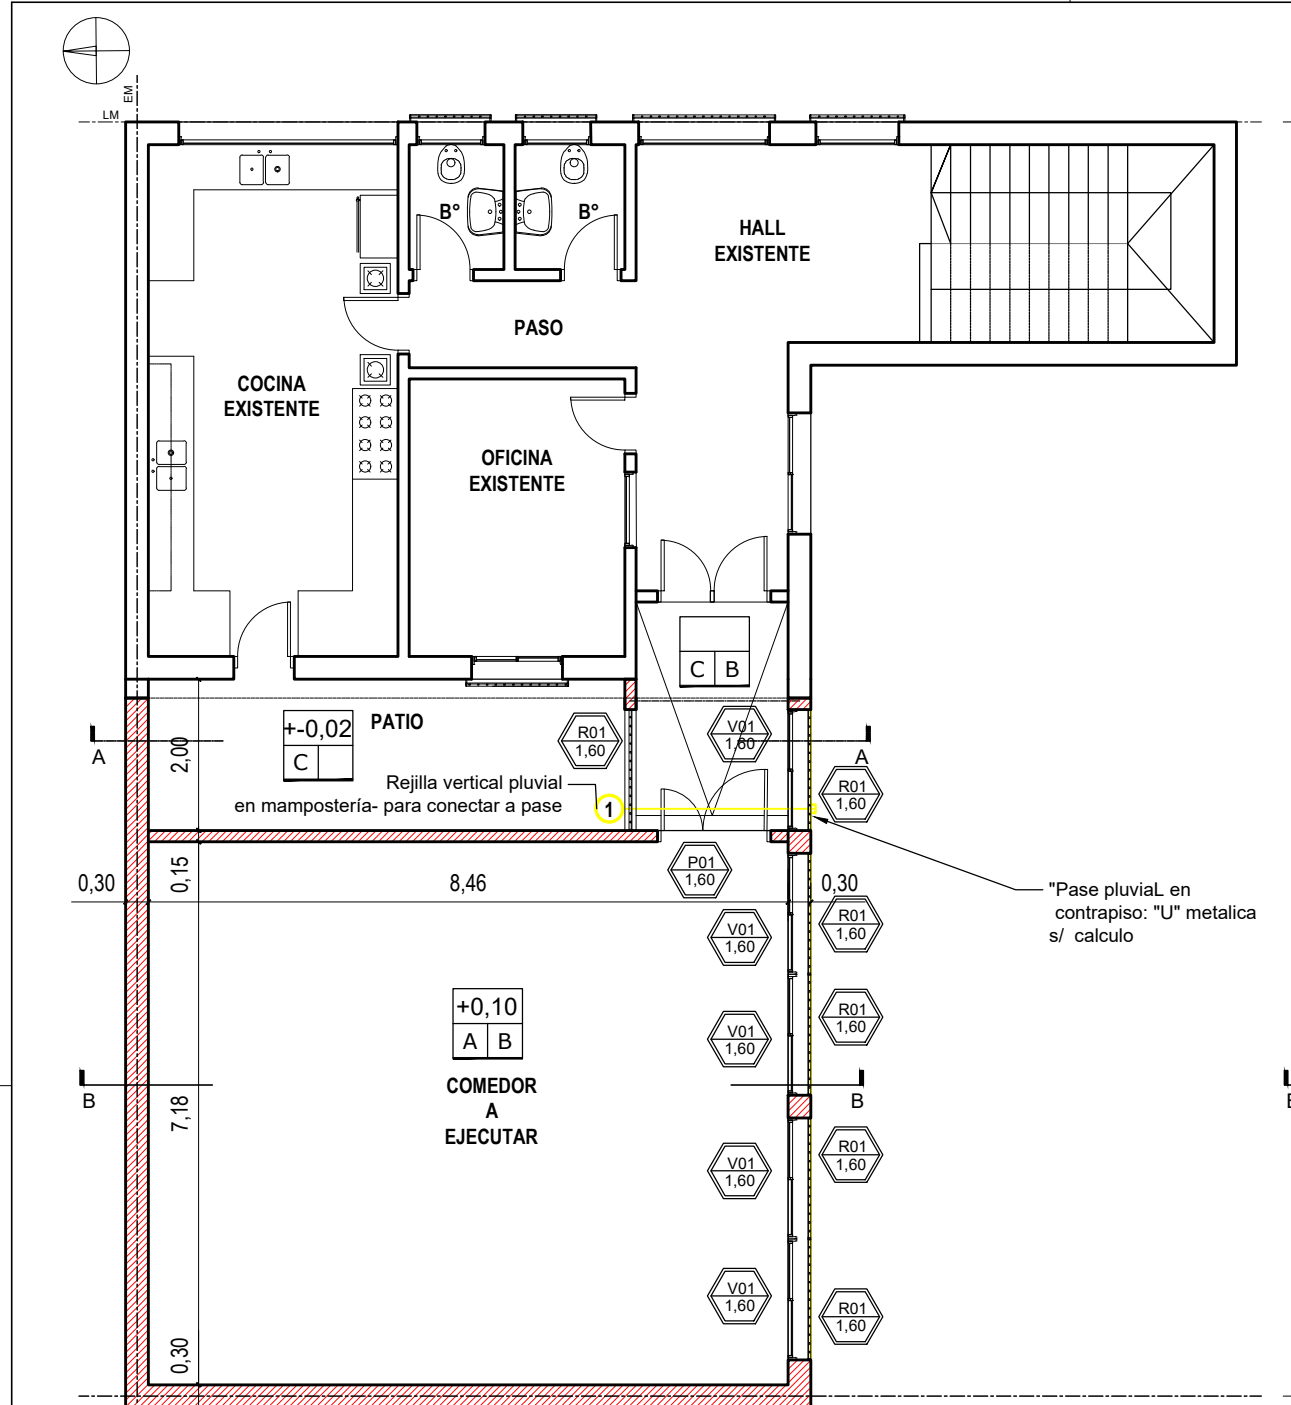 EM
LM
B°
B°
HALL
EXISTENTE
PASO
COCINA
EXISTENTE
OFICINA
EXISTENTE
C B
+-0,02
C
PATIO
R01
1,60
V01
1,60
A
A
2,00
R01
1,60
Rejilla vertical pluvial
en mampostería- para conectar a pase
1
P01
1,60
0,30
0,15
8,46
0,30
"Pase pluviaL en
contrapiso: "U" metalica
s/ calculo
V01
1,60
R01
1,60
+0,10
A B
V01
1,60
R01
1,60
COMEDOR
A
EJECUTAR
B
B
7,18
V01
1,60
R01
1,60
V01
1,60
R01
1,60
0,30